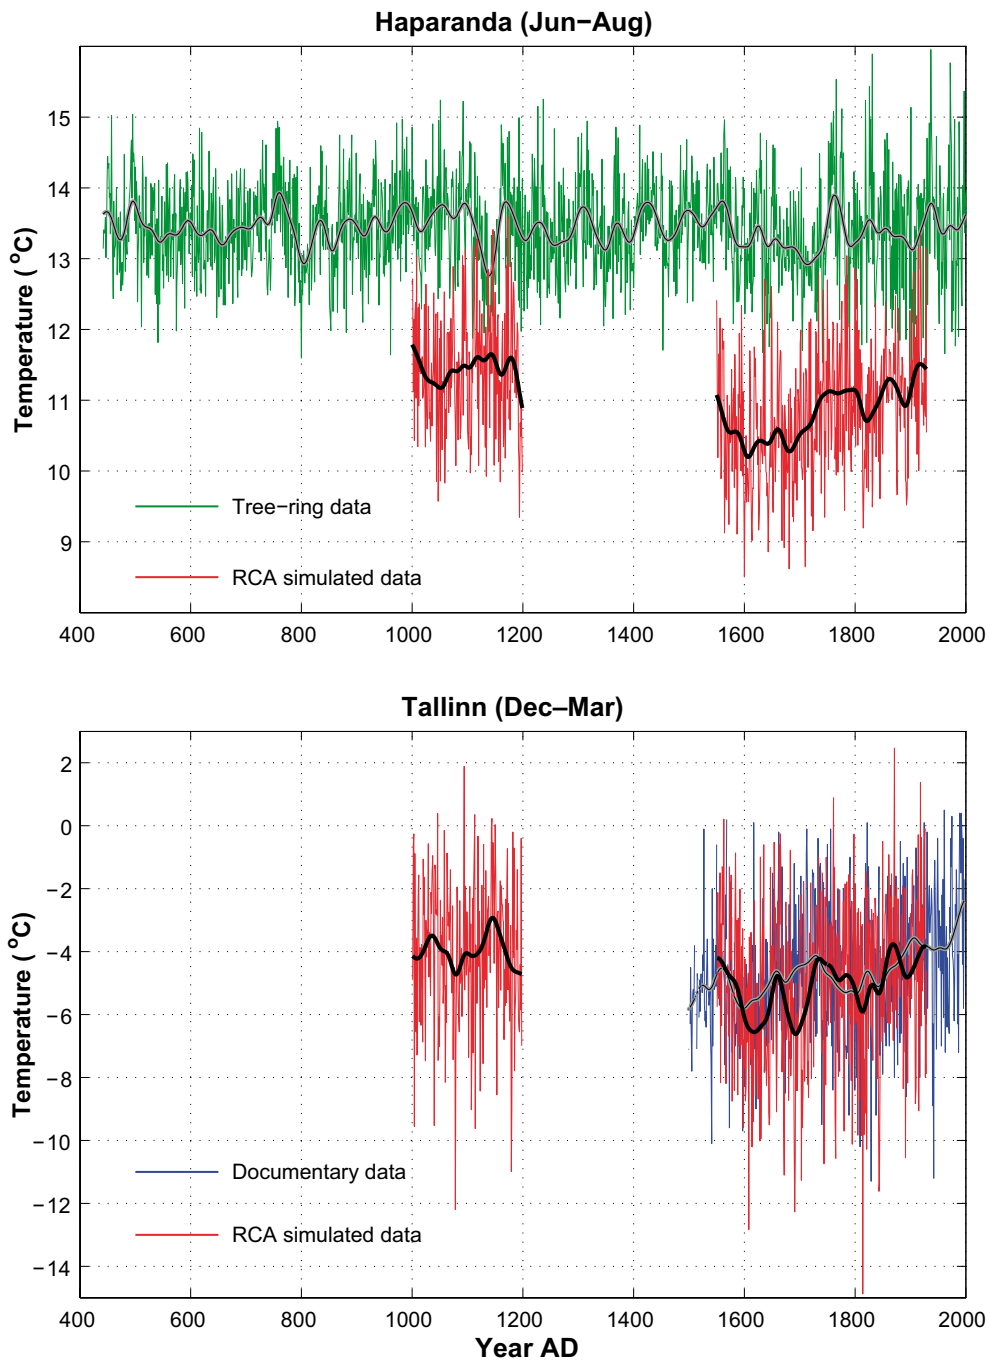 Haparanda (Jun−Aug)
Temperature ( °C)
15
14
13
12
11
10
9
Tree−ring data
RCA simulated data
400 600 800 1000 1200 1400 1600 1800 2000
Tallinn (Dec–Mar)
Temperature ( °C)
2
0
−2
−4
−6
−8
−10
−12
−14
Documentary data
RCA simulated data
400 600 800 1000 1200 1400 1600 1800 2000
Year AD